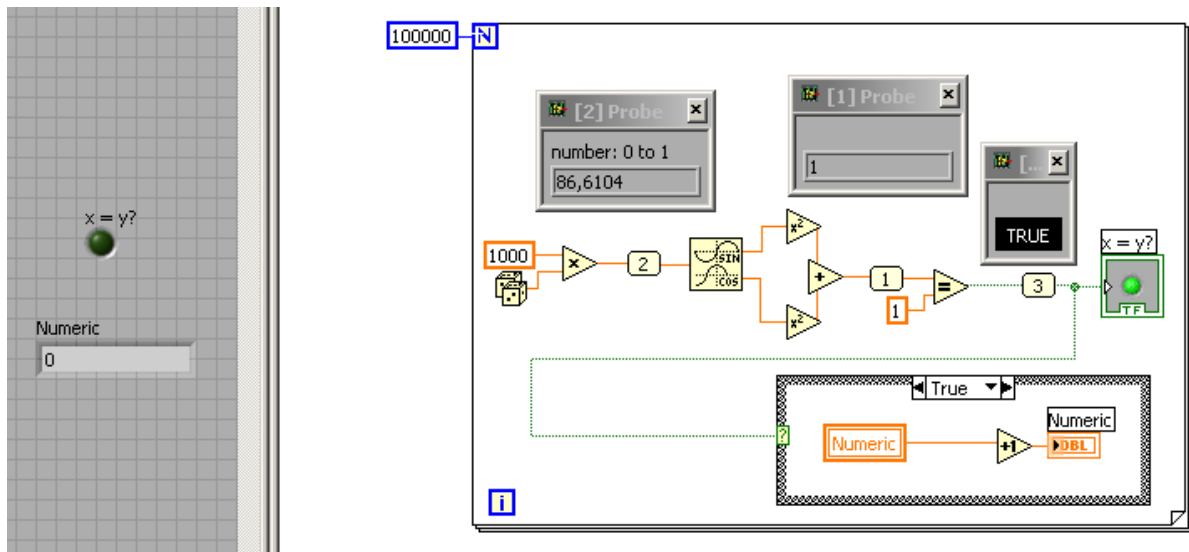 x = y?
Numeric
0
100000
N
[2] Probe
number: 0 to 1
86,6104
[1] Probe
1
[...
TRUE
1000
x
2
SIN
COS
x²
x²
+
1
1
=
3
x = y?
TF
True
?
Numeric
+1
Numeric
DBL
i